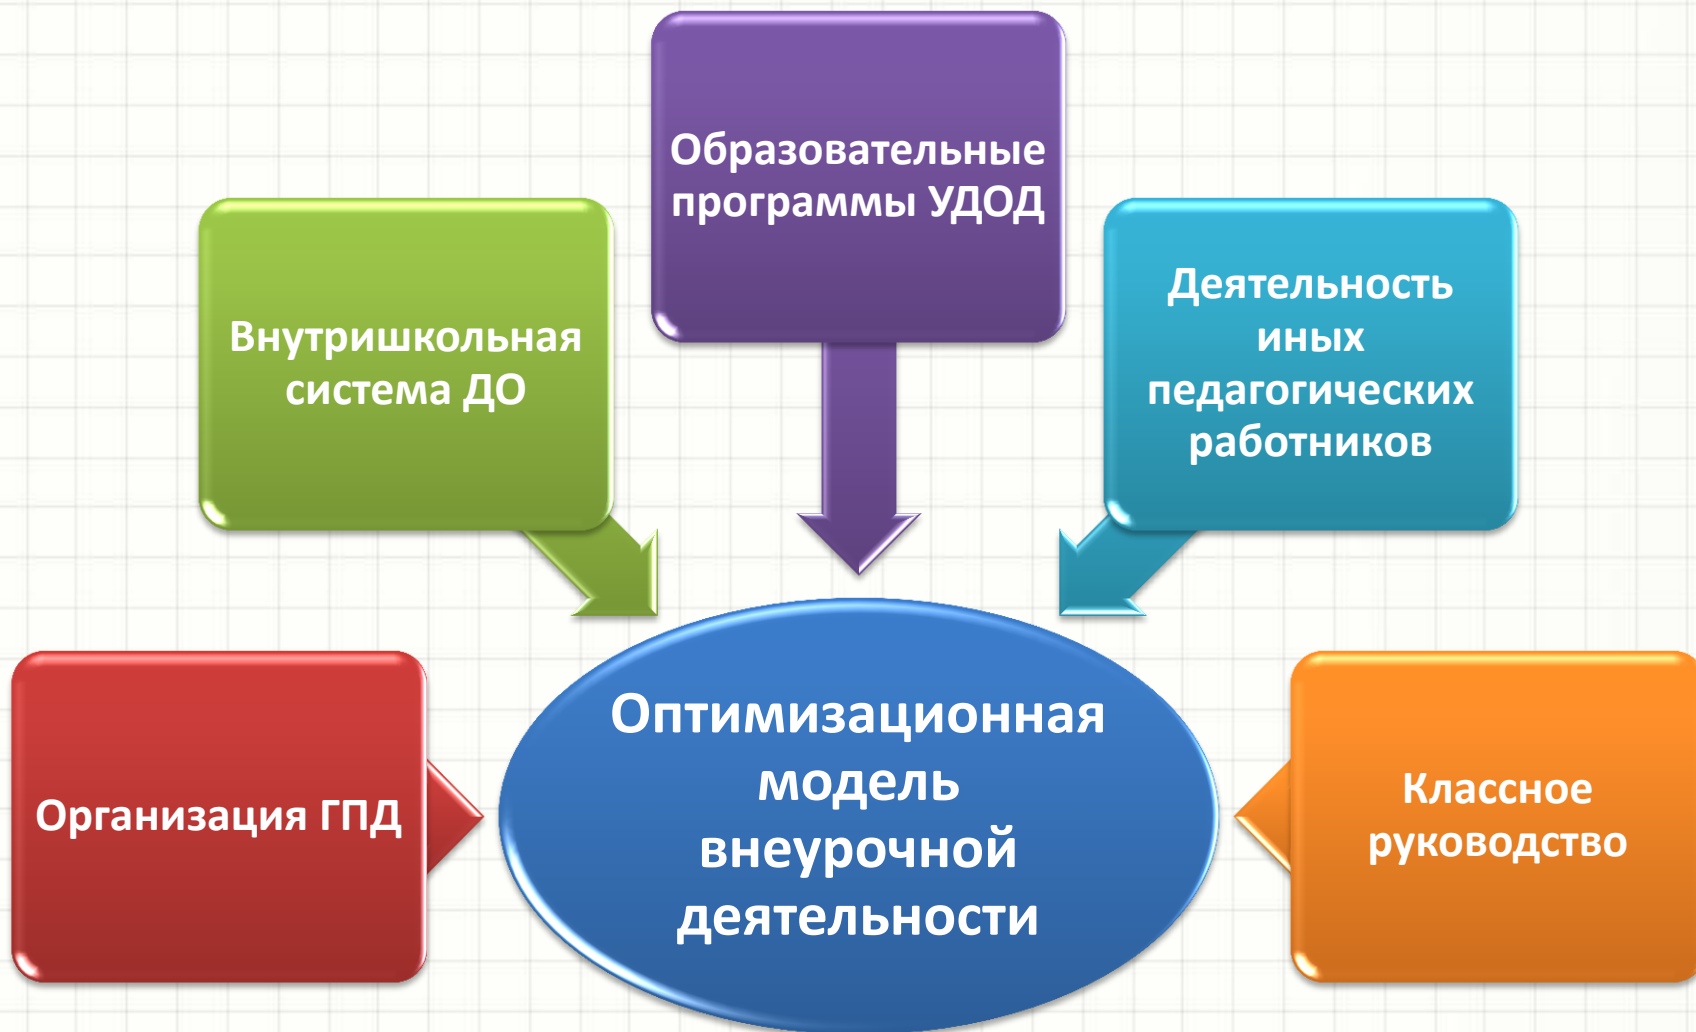 Образовательные
программы УДОД
Внутришкольная
система ДО
Деятельность
иных
педагогических
работников
Организация ГПД
Оптимизационная
модель
внеурочной
деятельности
Классное
руководство